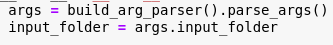 args = build_arg_parser().parse_args()
input_folder = args.input_folder